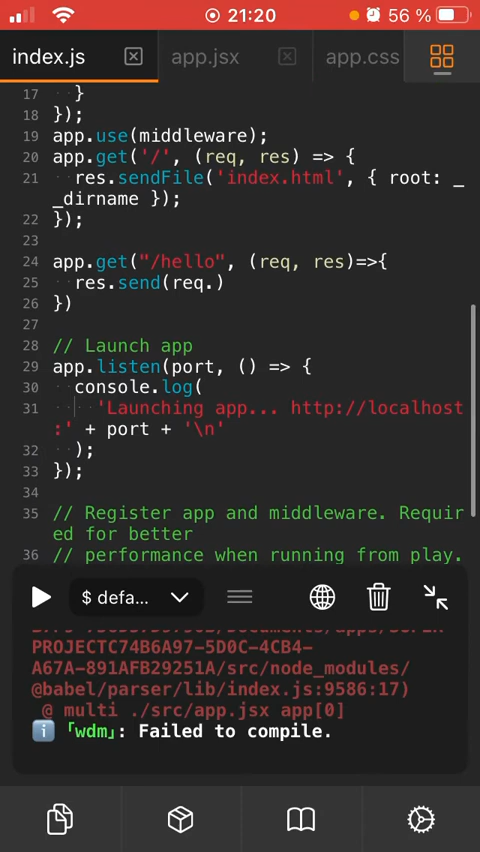 21:20
56 %
index.js
app.jsx
app.css
17 }
18 });
19 app.use(middleware);
20 app.get('/', (req, res) => {
21 res.sendFile('index.html', { root: _
_dirname });
22 });
23
24 app.get("/hello", (req, res)=>{
25 res.send(req.)
26 })
27
28 // Launch app
29 app.listen(port, () => {
30 console.log(
31 'Launching app... http://localhost
:' + port + '\n'
32 );
33 });
34
35 // Register app and middleware. Requir
ed for better
36 // performance when running from play.
$ defa...
PROJECTC74B6A97-5D0C-4CB4-
A67A-891AFB29251A/src/node_modules/
@babel/parser/lib/index.js:9586:17)
@ multi ./src/app.jsx app[0]
i 「wdm」: Failed to compile.